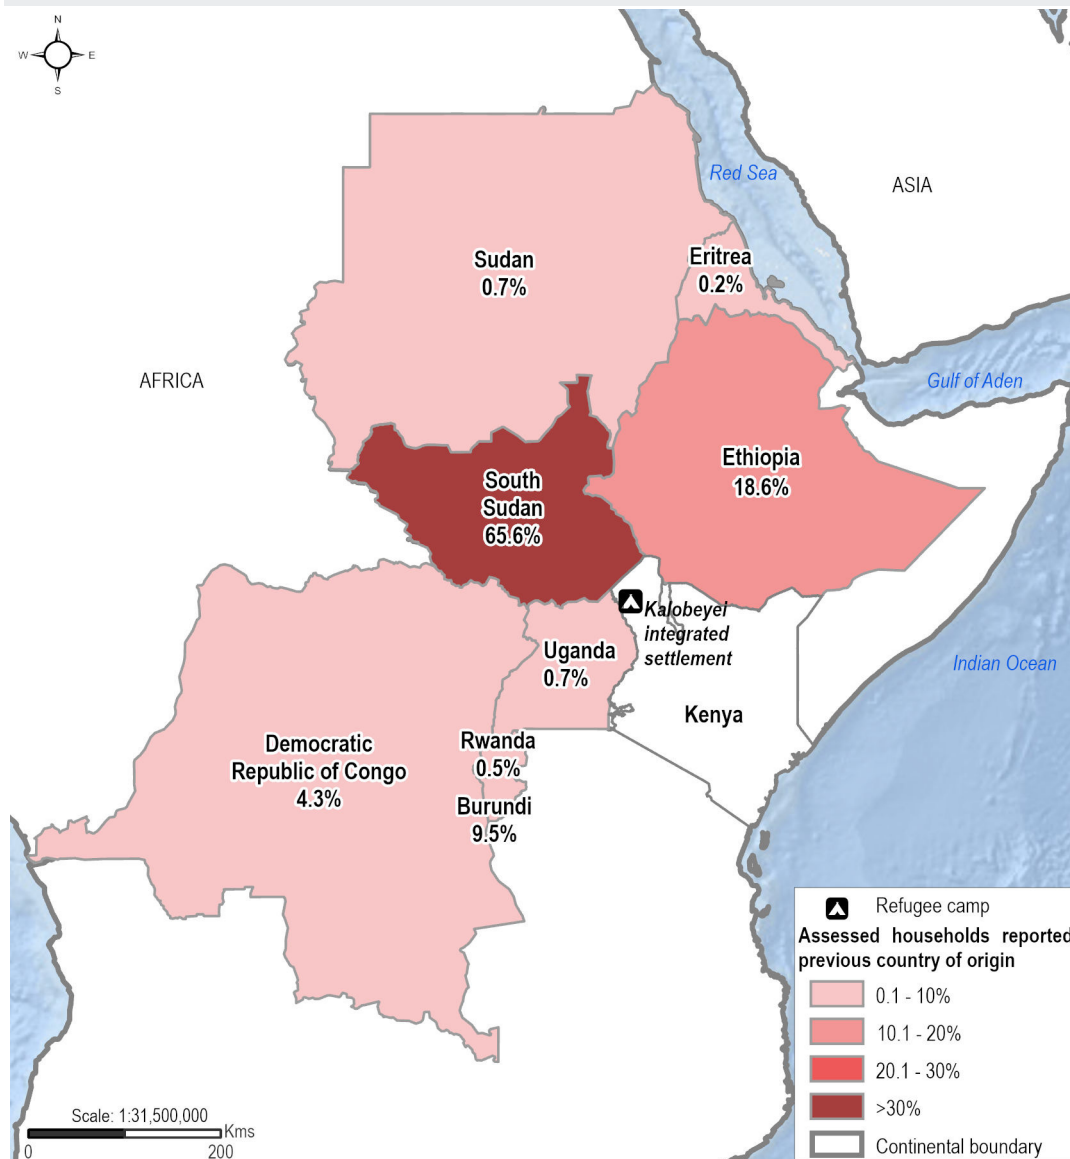 N
W
E
S
Red Sea
ASIA
Sudan
0.7%
Eritrea
0.2%
AFRICA
Gulf of Aden
Ethiopia
18.6%
South
Sudan
65.6%
Kalobeyei
integrated
settlement
Uganda
0.7%
Indian Ocean
Kenya
Rwanda
0.5%
Democratic
Republic of Congo
4.3%
Burundi
9.5%
Refugee camp
Assessed households reported
previous country of origin
0.1 - 10%
10.1 - 20%
20.1 - 30%
>30%
Continental boundary
Scale: 1:31,500,000
Kms
0
200